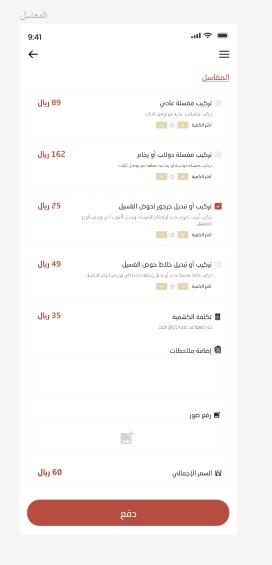 المغاسل
9:41
المغاسل
تركيب مغسلة عادي
89 ريال
اختر الكمية
0
تركيب مغسلة دولاب أو رخام
162 ريال
اختر الكمية
0
تركيب أو تبديل جرجور لحوض الغسيل
25 ريال
اختر الكمية
0
تركيب أو تبديل خلاط حوض الغسيل
49 ريال
اختر الكمية
0
تكلفة الكشفية
35 ريال
إضافة ملاحظات
رفع صور
السعر الإجمالي
60 ريال
دفع